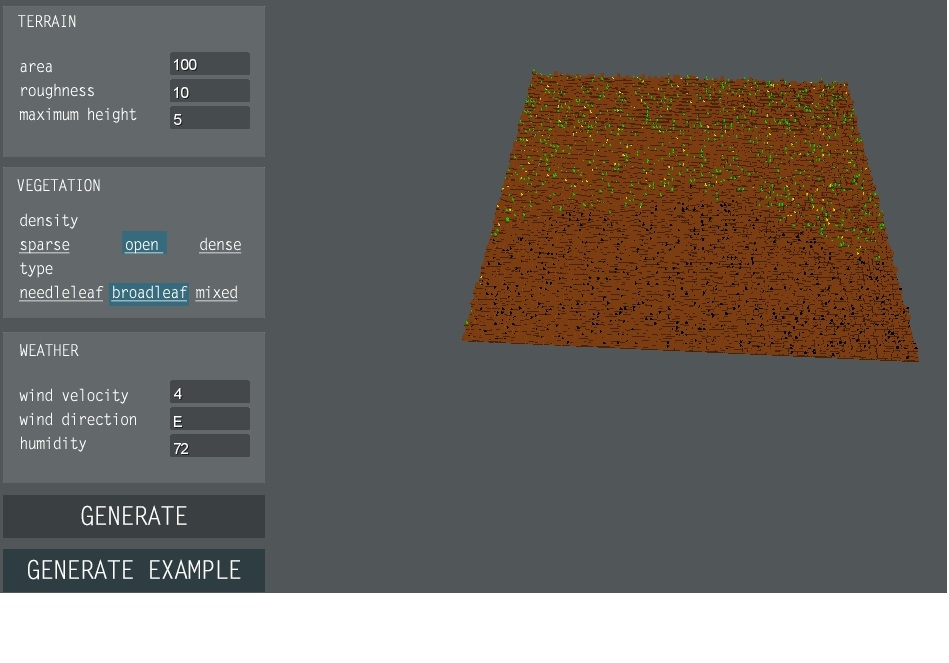 TERRAIN
area 100
roughness 10
maximum height 5
VEGETATION
density
sparse open dense
type
needleleaf broadleaf mixed
WEATHER
wind velocity 4
wind direction E
humidity 72
GENERATE
GENERATE EXAMPLE